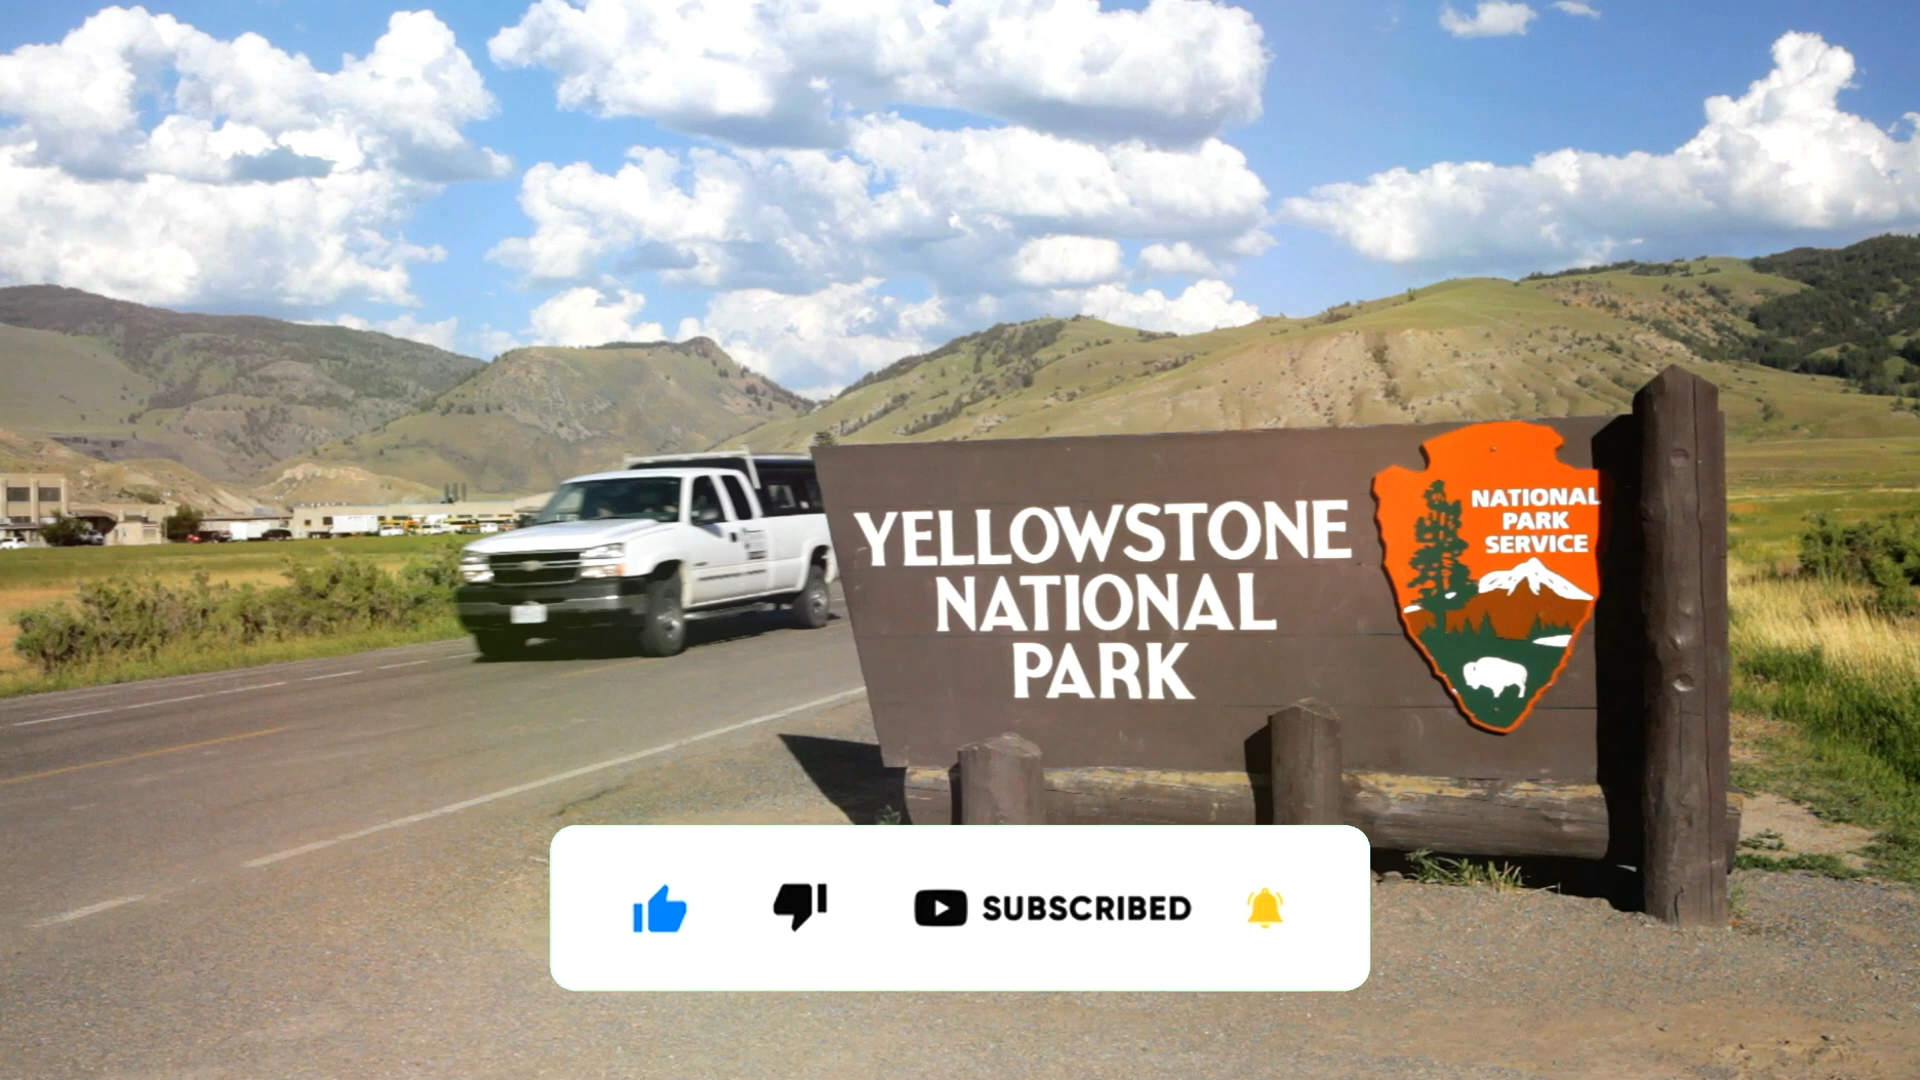 YELLOWSTONE
NATIONAL
PARK
NATIONAL
PARK
SERVICE
SUBSCRIBED